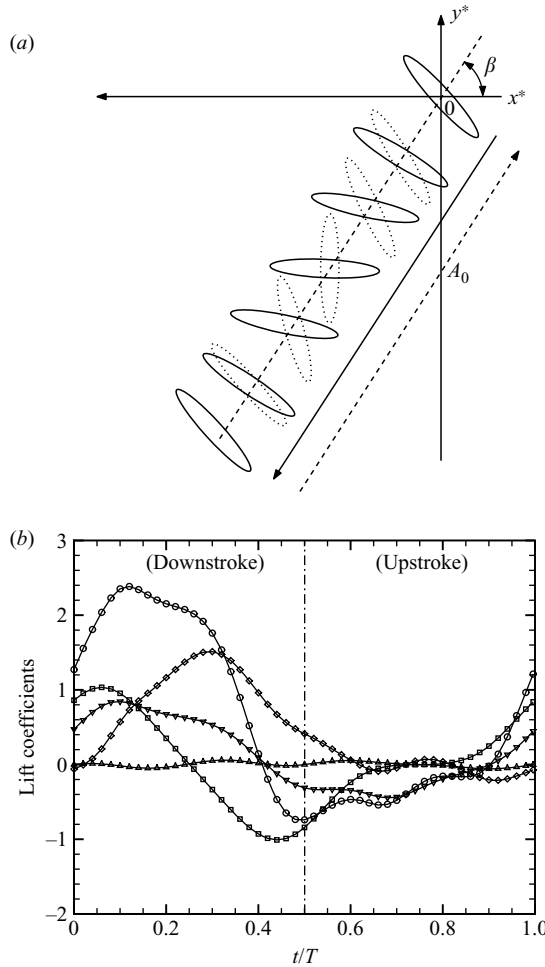 (a)
y*
β
0
x*
A₀
(b)
3
(Downstroke)
(Upstroke)
2
1
0
–1
–2
Lift coefficients
0
0.2
0.4
0.6
0.8
1.0
t/T